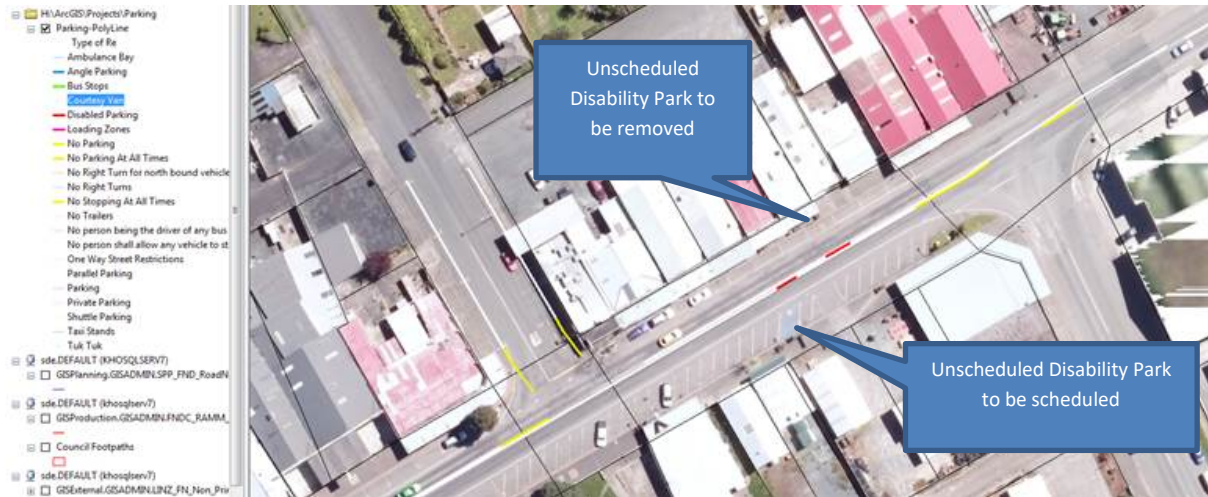 H:\ArcGIS\Projects\Parking
Parking-PolyLine
Type of Re
Ambulance Bay
Angle Parking
Bus Stops
Courtesy Van
Disabled Parking
Loading Zones
No Parking
No Parking At All Times
No Right Turn for north bound vehicle
No Right Turns
No Stopping At All Times
No Trailers
No person being the driver of any bus
No person shall allow any vehicle to st
One Way Street Restrictions
Parallel Parking
Parking
Private Parking
Shuttle Parking
Taxi Stands
Tuk Tuk
sde.DEFAULT (KHOSQLSERV7)
GISPlanning.GISADMIN.SPP_FND_RoadN
sde.DEFAULT (khosqlserv7)
GISProduction.GISADMIN.FNDC_RAMM_
Council Footpaths
sde.DEFAULT (khosqlserv7)
GISExternal.GISADMIN.LINZ_FN_Non_Prin
Unscheduled
Disability Park to
be removed
Unscheduled Disability Park
to be scheduled